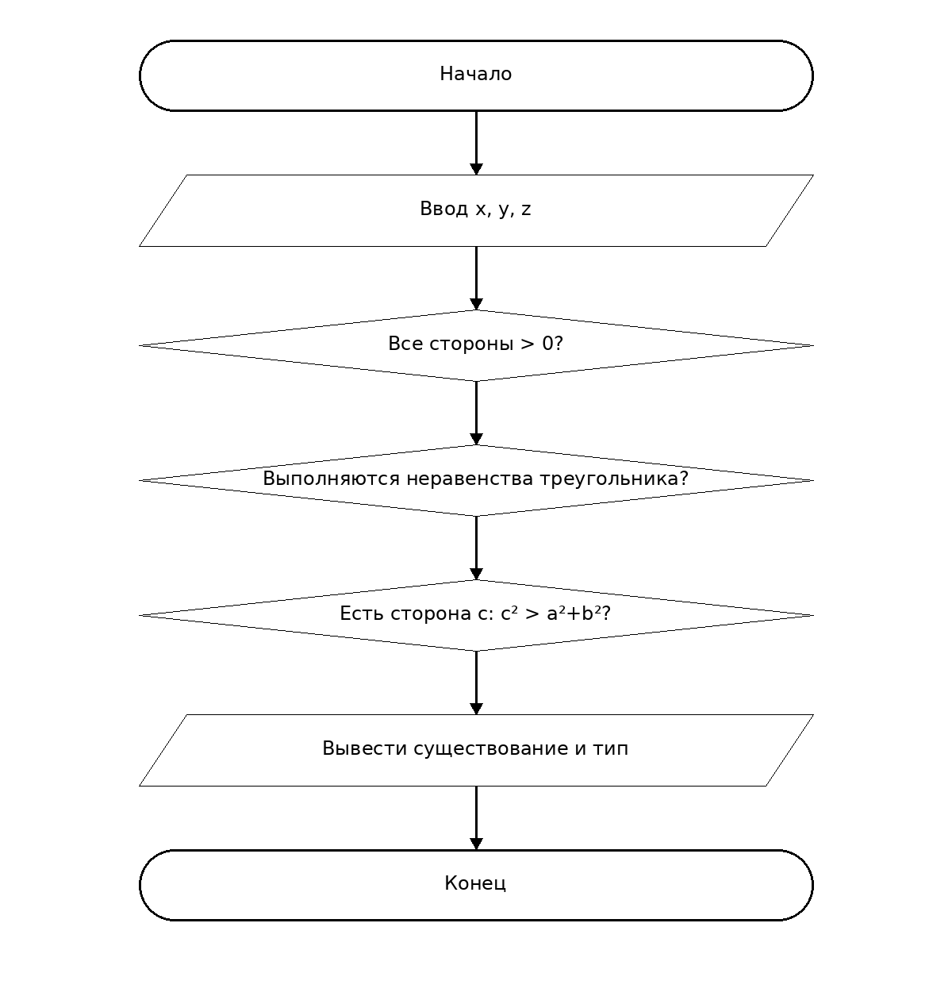 Начало
Ввод x, y, z
Все стороны > 0?
Выполняются неравенства треугольника?
Есть сторона c: c² > a²+b²?
Вывести существование и тип
Конец